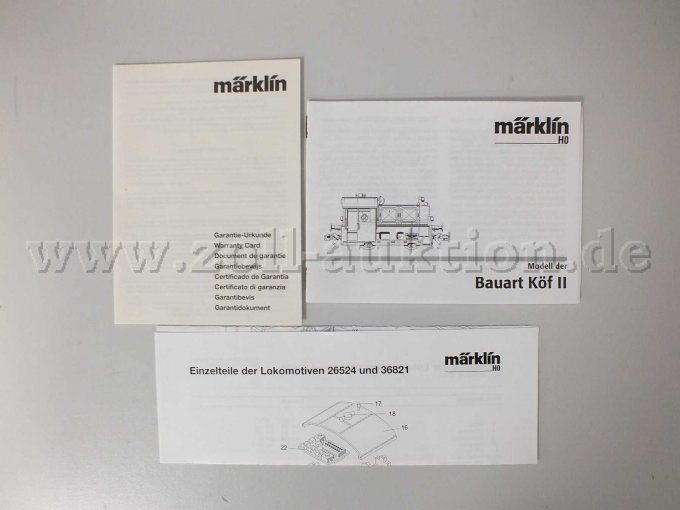 märklin
Garantie-Urkunde
Warranty Card
Document de garantie
Garantiebewijs
Certificado de Garantia
Certificato di garanzia
Garantibevis
Garantidokument
märklin
H0
Modell der
Bauart Köf II
www.zoll-auktion.de
Einzelteile der Lokomotiven 26524 und 36821
märklin
H0
17
18
16
22